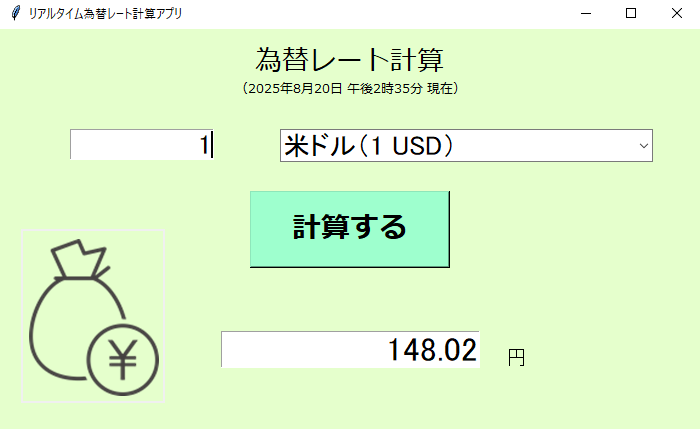 リアルタイム為替レート計算アプリ
為替レート計算
（2025年8月20日 午後2時35分 現在）
1
米ドル（1 USD）
計算する
¥
148.02
円